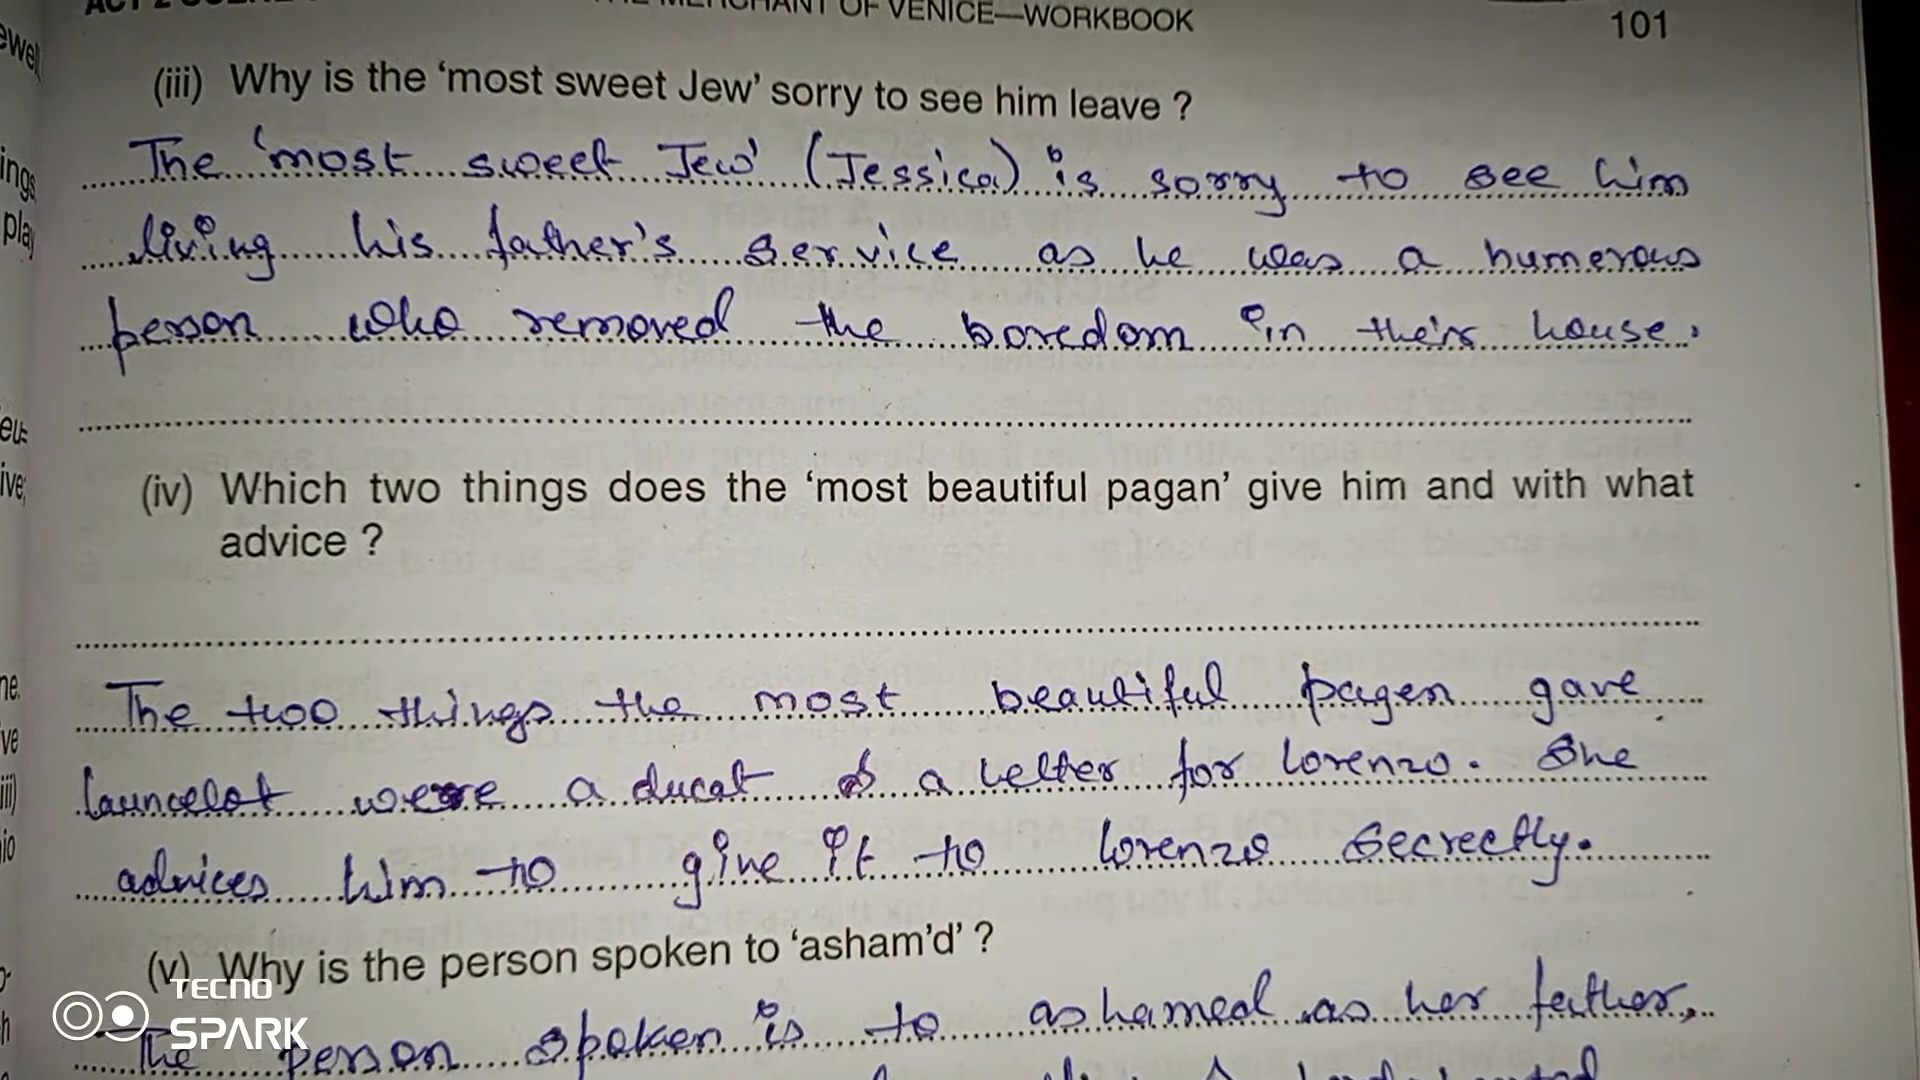 THE MERCHANT OF VENICE—WORKBOOK
101
(iii) Why is the ‘most sweet Jew’ sorry to see him leave ?
The 'most sweet Jew' (Jessica) is sorry to see him
living his father's service as he was a humerous
person who removed the boredom in their house.
(iv) Which two things does the ‘most beautiful pagan’ give him and with what
advice ?
The two things the most beautiful pagen gave
launcelot were a ducat & a letter for lorenzo. She
advices him to give it to lorenzo secrectly.
(v) Why is the person spoken to ‘asham’d’ ?
The person spoken is to ashamed as her father,
TECNO
SPARK